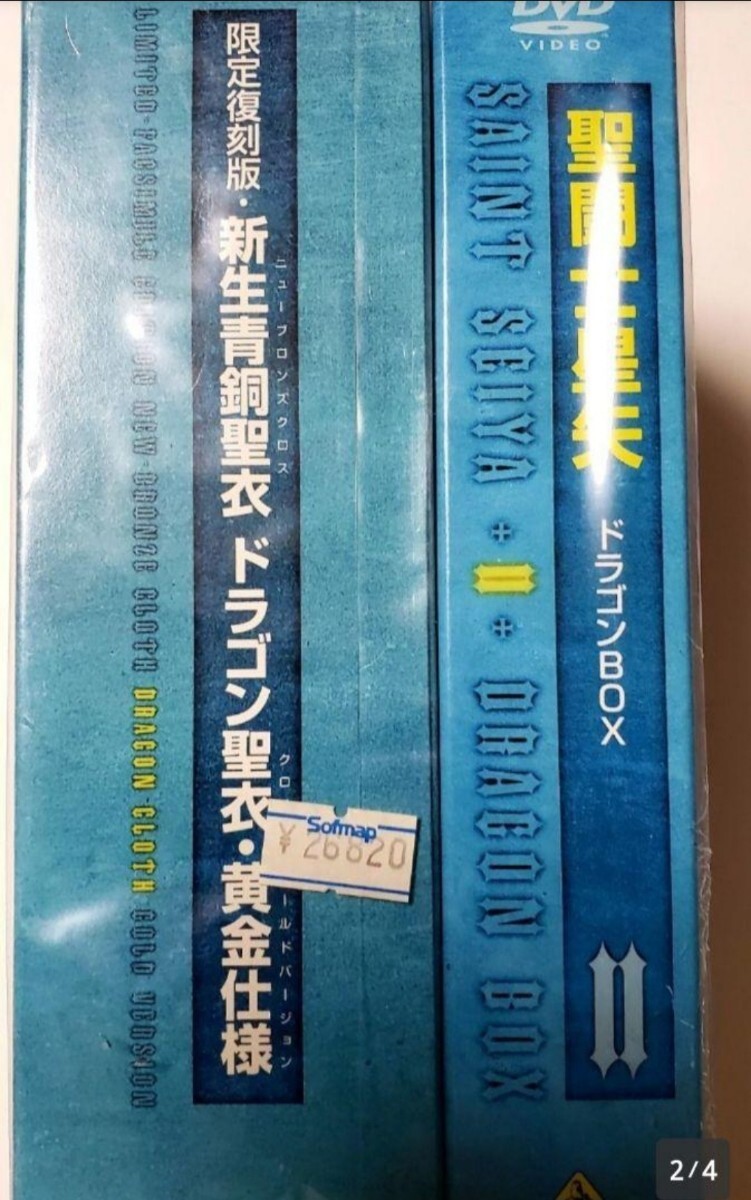 限定復刻版・新生青銅聖衣 ドラゴン聖衣・黄金仕様
ニューブロンズクロス
クロ
ールドバージョン
LIMITED・FACSIMILE EDITION NEW BRONZE CLOTH DRAGON CLOTH GOLD VERSION
Sofmap
¥26820
DVD
VIDEO
聖闘士星矢 ドラゴンBOX II
SAINT SEIYA + II + DRAGON BOX
2/4